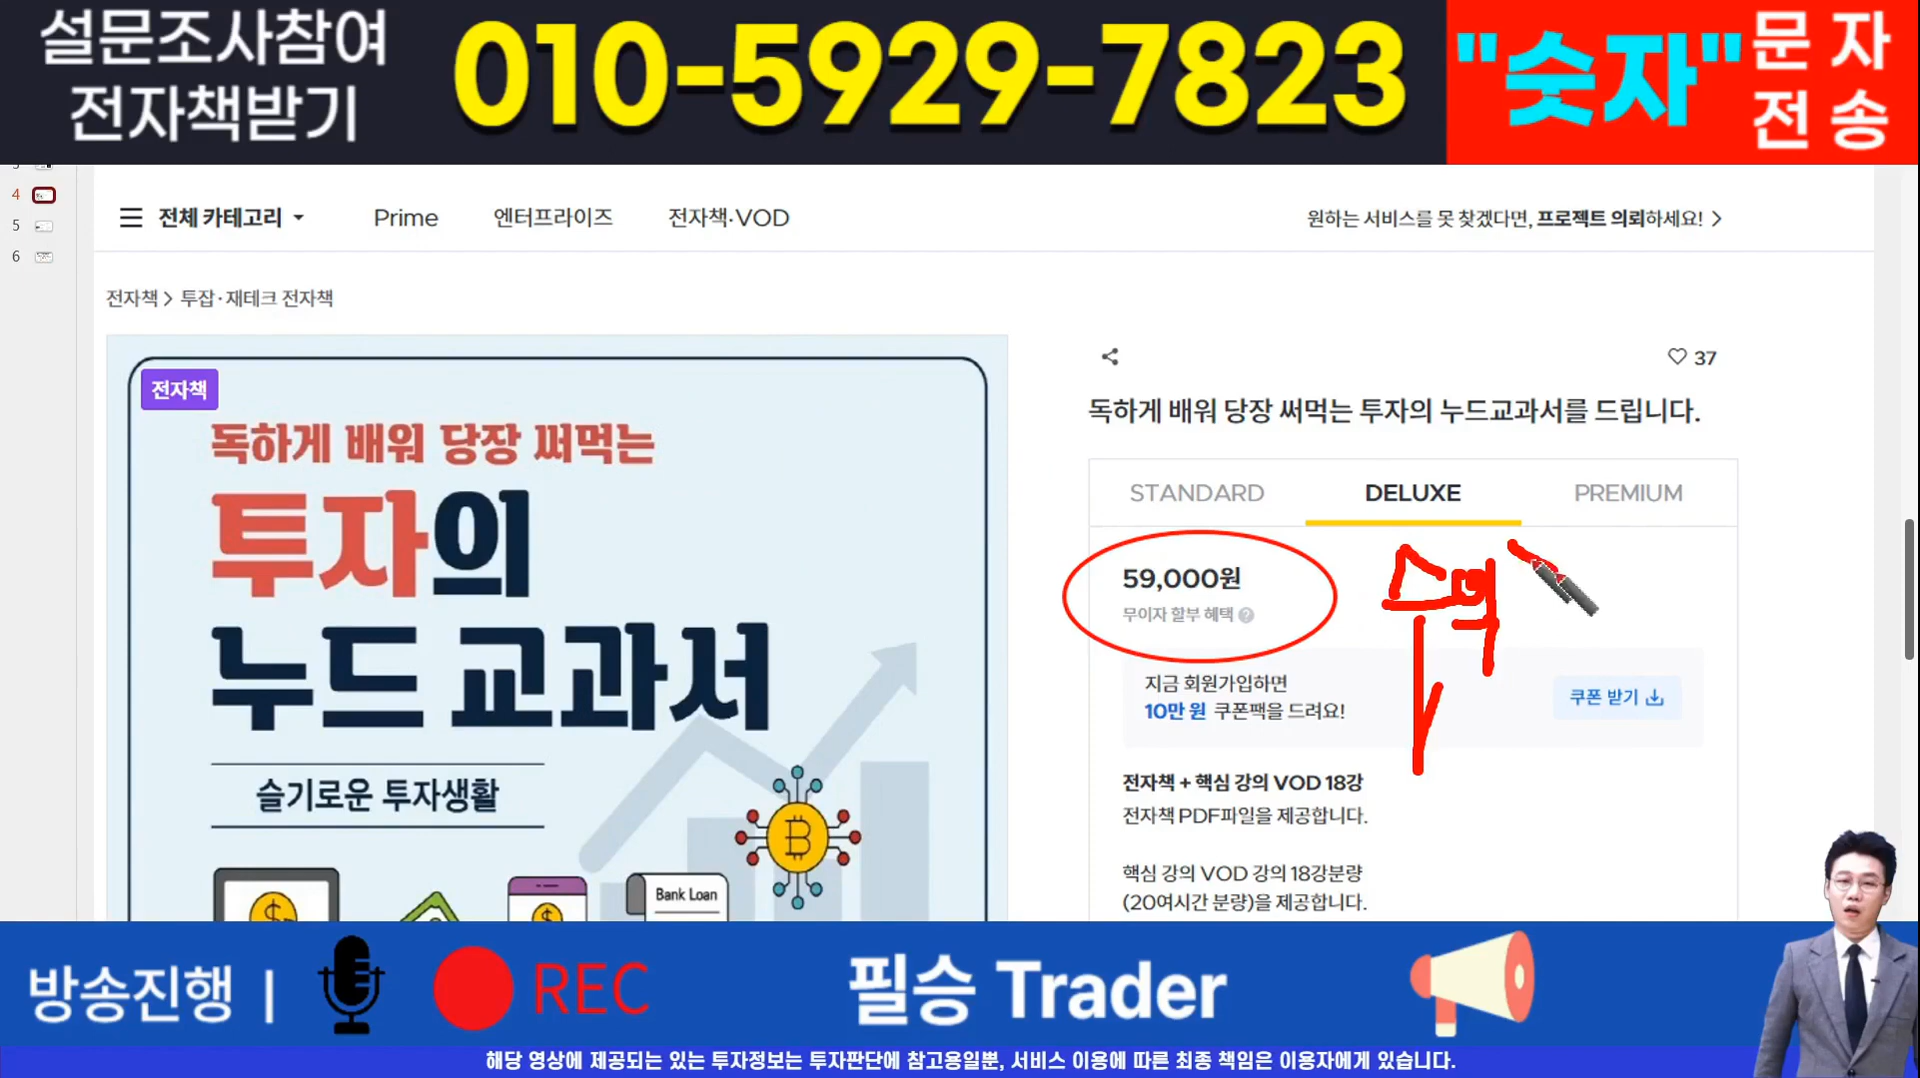 설문조사참여
전자책받기
010-5929-7823
"숫자"
문자
전송
4
5
6
전체 카테고리
Prime
엔터프라이즈
전자책·VOD
원하는 서비스를 못 찾겠다면, 프로젝트 의뢰하세요!
전자책 > 투잡·재테크 전자책
전자책
독하게 배워 당장 써먹는
투자의
누드 교과서
슬기로운 투자생활
Bank Loan
37
독하게 배워 당장 써먹는 투자의 누드교과서를 드립니다.
STANDARD
DELUXE
PREMIUM
59,000원
무이자 할부 혜택
지금 회원가입하면
10만 원 쿠폰팩을 드려요!
쿠폰 받기
전자책 + 핵심 강의 VOD 18강
전자책 PDF파일을 제공합니다.
핵심 강의 VOD 강의 18강분량
(20여시간 분량)을 제공합니다.
방송진행 |
REC
필승 Trader
해당 영상에 제공되는 있는 투자정보는 투자판단에 참고용일뿐, 서비스 이용에 따른 최종 책임은 이용자에게 있습니다.